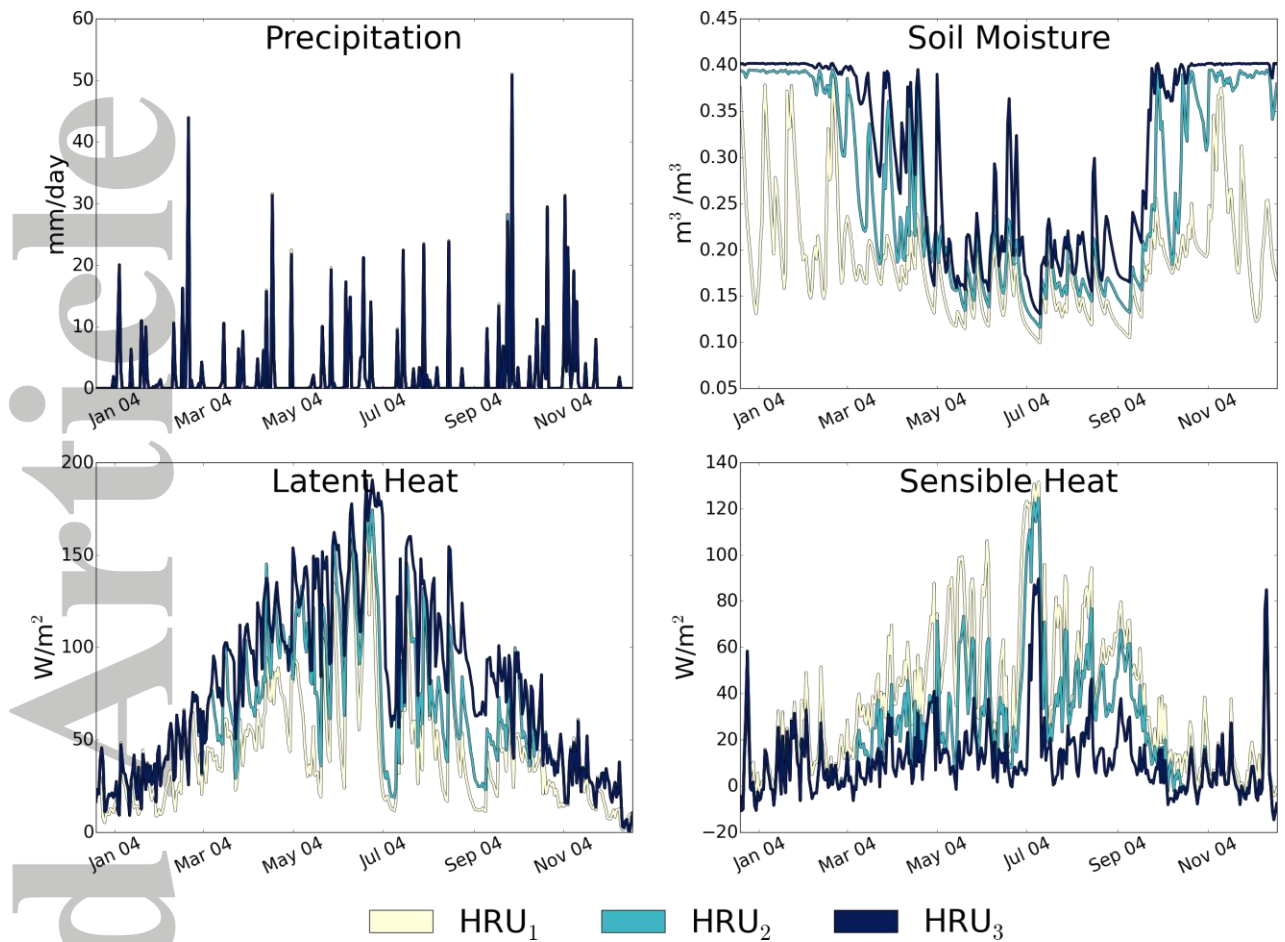 Precipitation
mm/day
60
50
40
30
20
10
0
Jan 04 Mar 04 May 04 Jul 04 Sep 04 Nov 04
Soil Moisture
m³ /m³
0.45
0.40
0.35
0.30
0.25
0.20
0.15
0.10
0.05
Jan 04 Mar 04 May 04 Jul 04 Sep 04 Nov 04
Latent Heat
W/m²
200
150
100
50
0
Jan 04 Mar 04 May 04 Jul 04 Sep 04 Nov 04
Sensible Heat
W/m²
140
120
100
80
60
40
20
0
−20
Jan 04 Mar 04 May 04 Jul 04 Sep 04 Nov 04
HRU₁ HRU₂ HRU₃
d Article